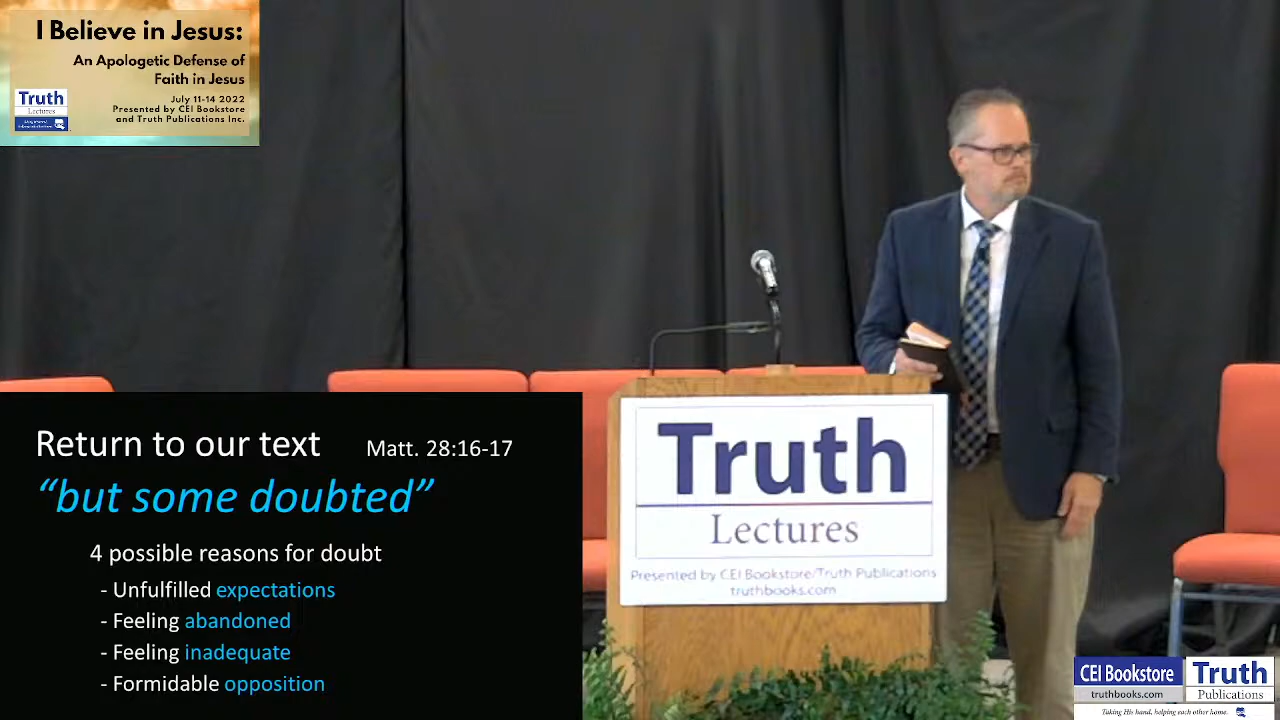 I Believe in Jesus:
An Apologetic Defense of
Faith in Jesus
July 11-14 2022
Presented by CEI Bookstore
and Truth Publications Inc.
Truth
Lectures
Return to our text Matt. 28:16-17
“but some doubted”
4 possible reasons for doubt
- Unfulfilled expectations
- Feeling abandoned
- Feeling inadequate
- Formidable opposition
Truth
Lectures
Presented by CEI Bookstore/Truth Publications
truthbooks.com
CEI Bookstore
truthbooks.com
Truth
Publications
Taking His hand, helping each other home.